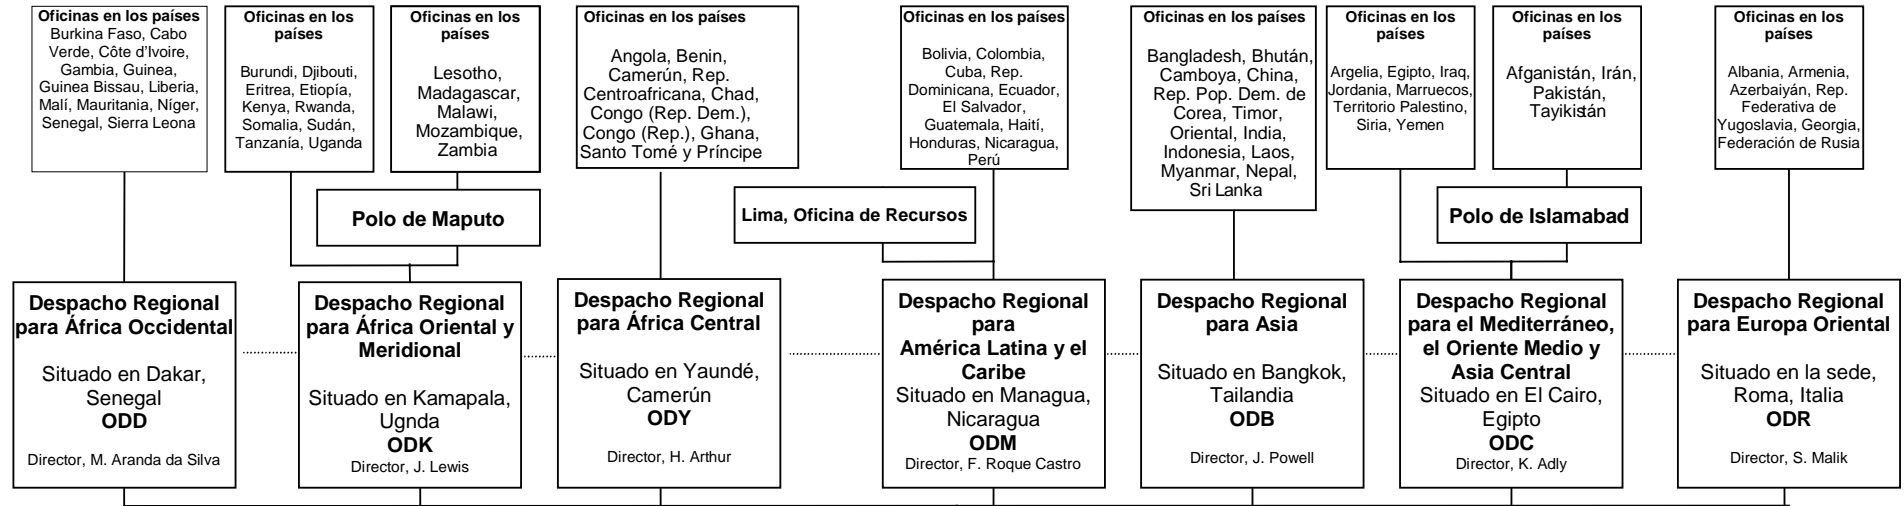 Oficinas en los países
Burkina Faso, Cabo
Verde, Côte d'Ivoire,
Gambia, Guinea,
Guinea Bissau, Liberia,
Malí, Mauritania, Níger,
Senegal, Sierra Leona
Oficinas en los
países
Burundi, Djibouti,
Eritrea, Etiopía,
Kenya, Rwanda,
Somalia, Sudán,
Tanzanía, Uganda
Oficinas en los
países
Lesotho,
Madagascar,
Malawi,
Mozambique,
Zambia
Oficinas en los países
Angola, Benin,
Camerún, Rep.
Centroafricana, Chad,
Congo (Rep. Dem.),
Congo (Rep.), Ghana,
Santo Tomé y Príncipe
Oficinas en los países
Bolivia, Colombia,
Cuba, Rep.
Dominicana, Ecuador,
El Salvador,
Guatemala, Haití,
Honduras, Nicaragua,
Perú
Oficinas en los países
Bangladesh, Bhután,
Camboya, China,
Rep. Pop. Dem. de
Corea, Timor,
Oriental, India,
Indonesia, Laos,
Myanmar, Nepal,
Sri Lanka
Oficinas en los
países
Argelia, Egipto, Iraq,
Jordania, Marruecos,
Territorio Palestino,
Siria, Yemen
Oficinas en los
países
Afganistán, Irán,
Pakistán,
Tayikistán
Oficinas en los países
Albania, Armenia,
Azerbaiyán, Rep.
Federativa de
Yugoslavia, Georgia,
Federación de Rusia
Polo de Maputo
Lima, Oficina de Recursos
Polo de Islamabad
Despacho Regional
para África Occidental
Situado en Dakar,
Senegal
ODD
Director, M. Aranda da Silva
Despacho Regional
para África Oriental y
Meridional
Situado en Kamapala,
Ugnda
ODK
Director, J. Lewis
Despacho Regional
para África Central
Situado en Yaundé,
Camerún
ODY
Director, H. Arthur
Despacho Regional
para
América Latina y el
Caribe
Situado en Managua,
Nicaragua
ODM
Director, F. Roque Castro
Despacho Regional
para Asia
Situado en Bangkok,
Tailandia
ODB
Director, J. Powell
Despacho Regional
para el Mediterráneo,
el Oriente Medio y
Asia Central
Situado en El Cairo,
Egipto
ODC
Director, K. Adly
Despacho Regional
para Europa Oriental
Situado en la sede,
Roma, Italia
ODR
Director, S. Malik